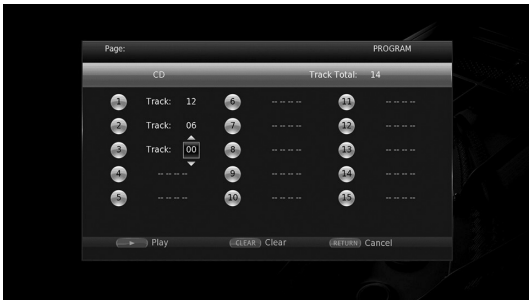 Page: PROGRAM
CD Track Total: 14
1 Track: 12 6 -- -- -- -- 11 -- -- -- --
2 Track: 06 7 -- -- -- -- 12 -- -- -- --
3 Track: 00 8 -- -- -- -- 13 -- -- -- --
4 -- -- -- -- 9 -- -- -- -- 14 -- -- -- --
5 -- -- -- -- 10 -- -- -- -- 15 -- -- -- --
Play CLEAR Clear RETURN Cancel